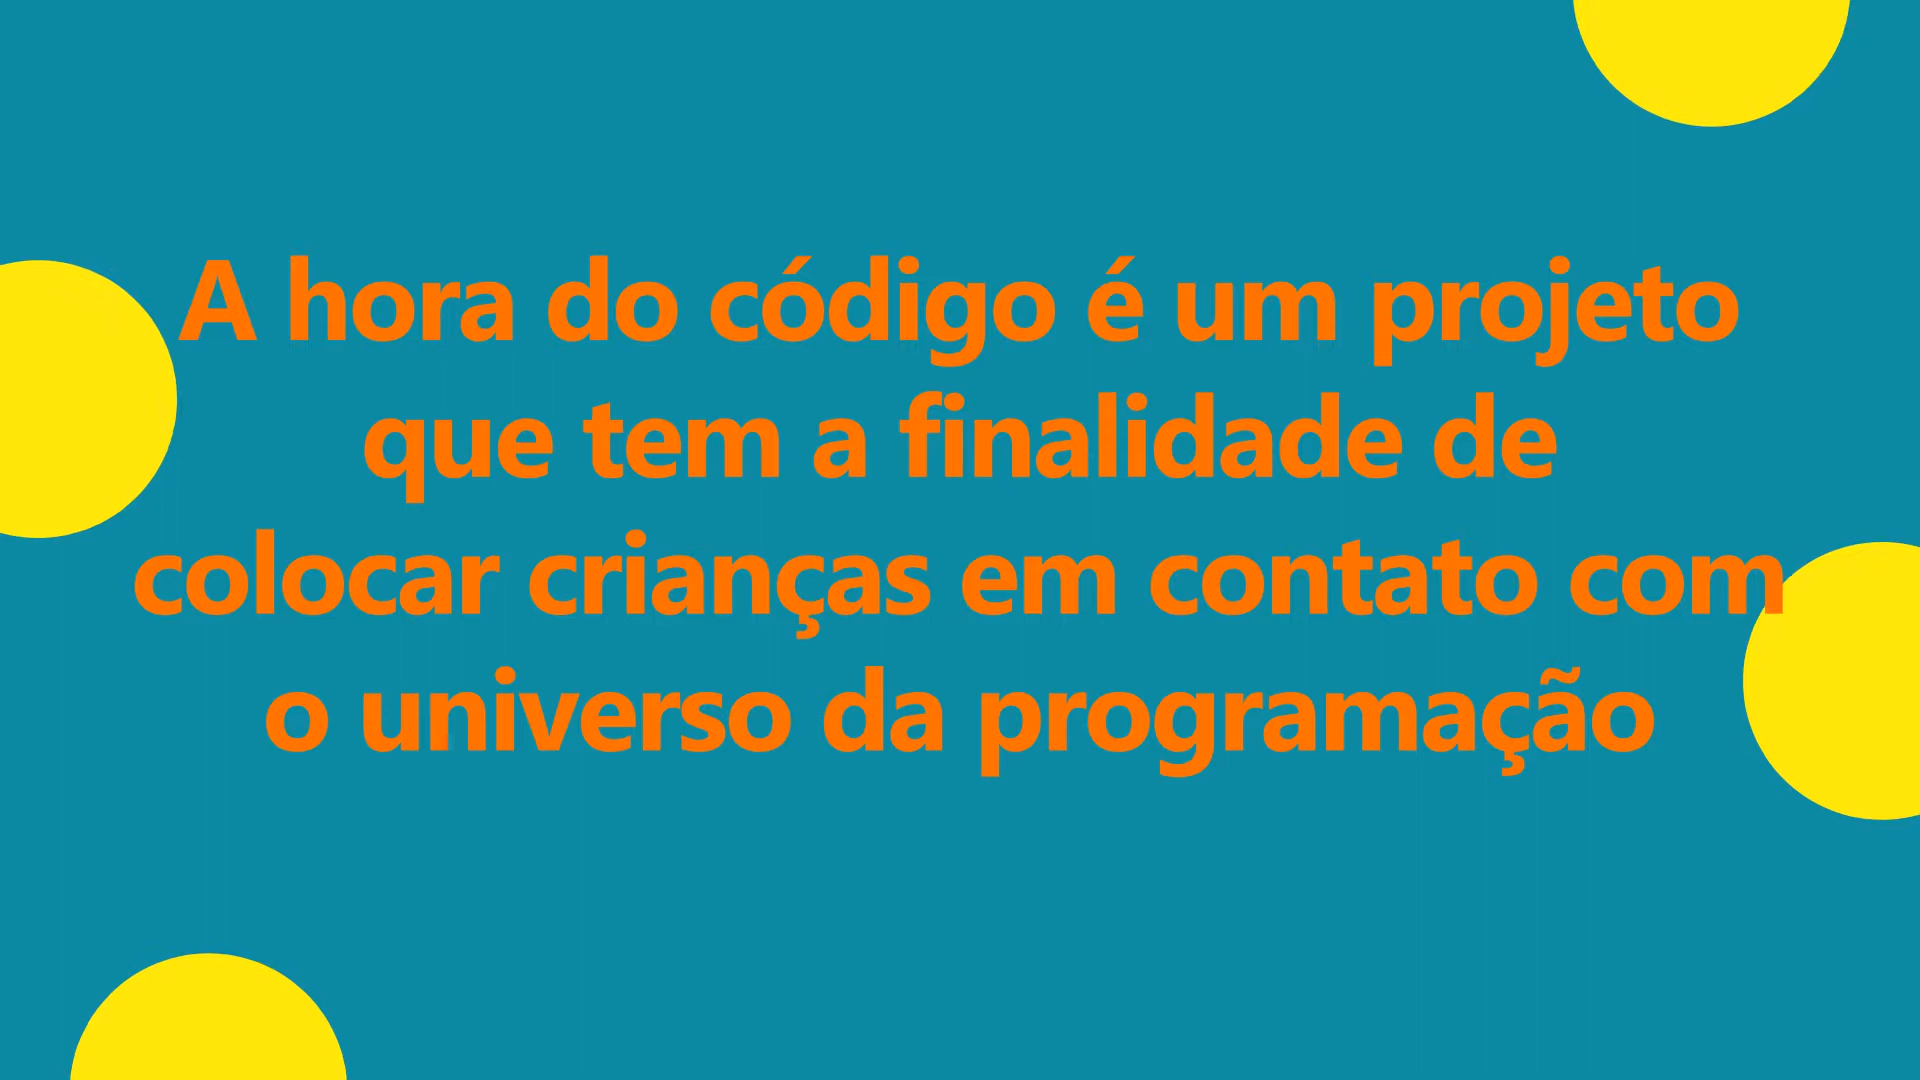 A hora do código é um projeto
que tem a finalidade de
colocar crianças em contato com
o universo da programação